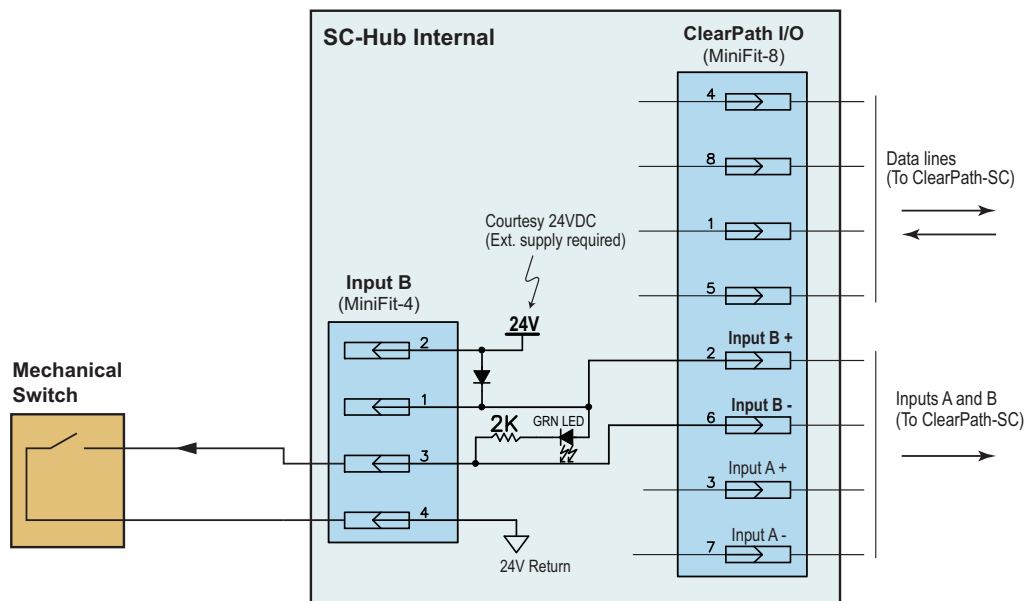 SC-Hub Internal
ClearPath I/O
(MiniFit-8)
4
8
1
5
2
Input B +
6
Input B -
3
Input A +
7
Input A -
Data lines
(To ClearPath-SC)
Inputs A and B
(To ClearPath-SC)
Courtesy 24VDC
(Ext. supply required)
24V
Input B
(MiniFit-4)
2
1
3
4
2K
GRN LED
24V Return
Mechanical
Switch